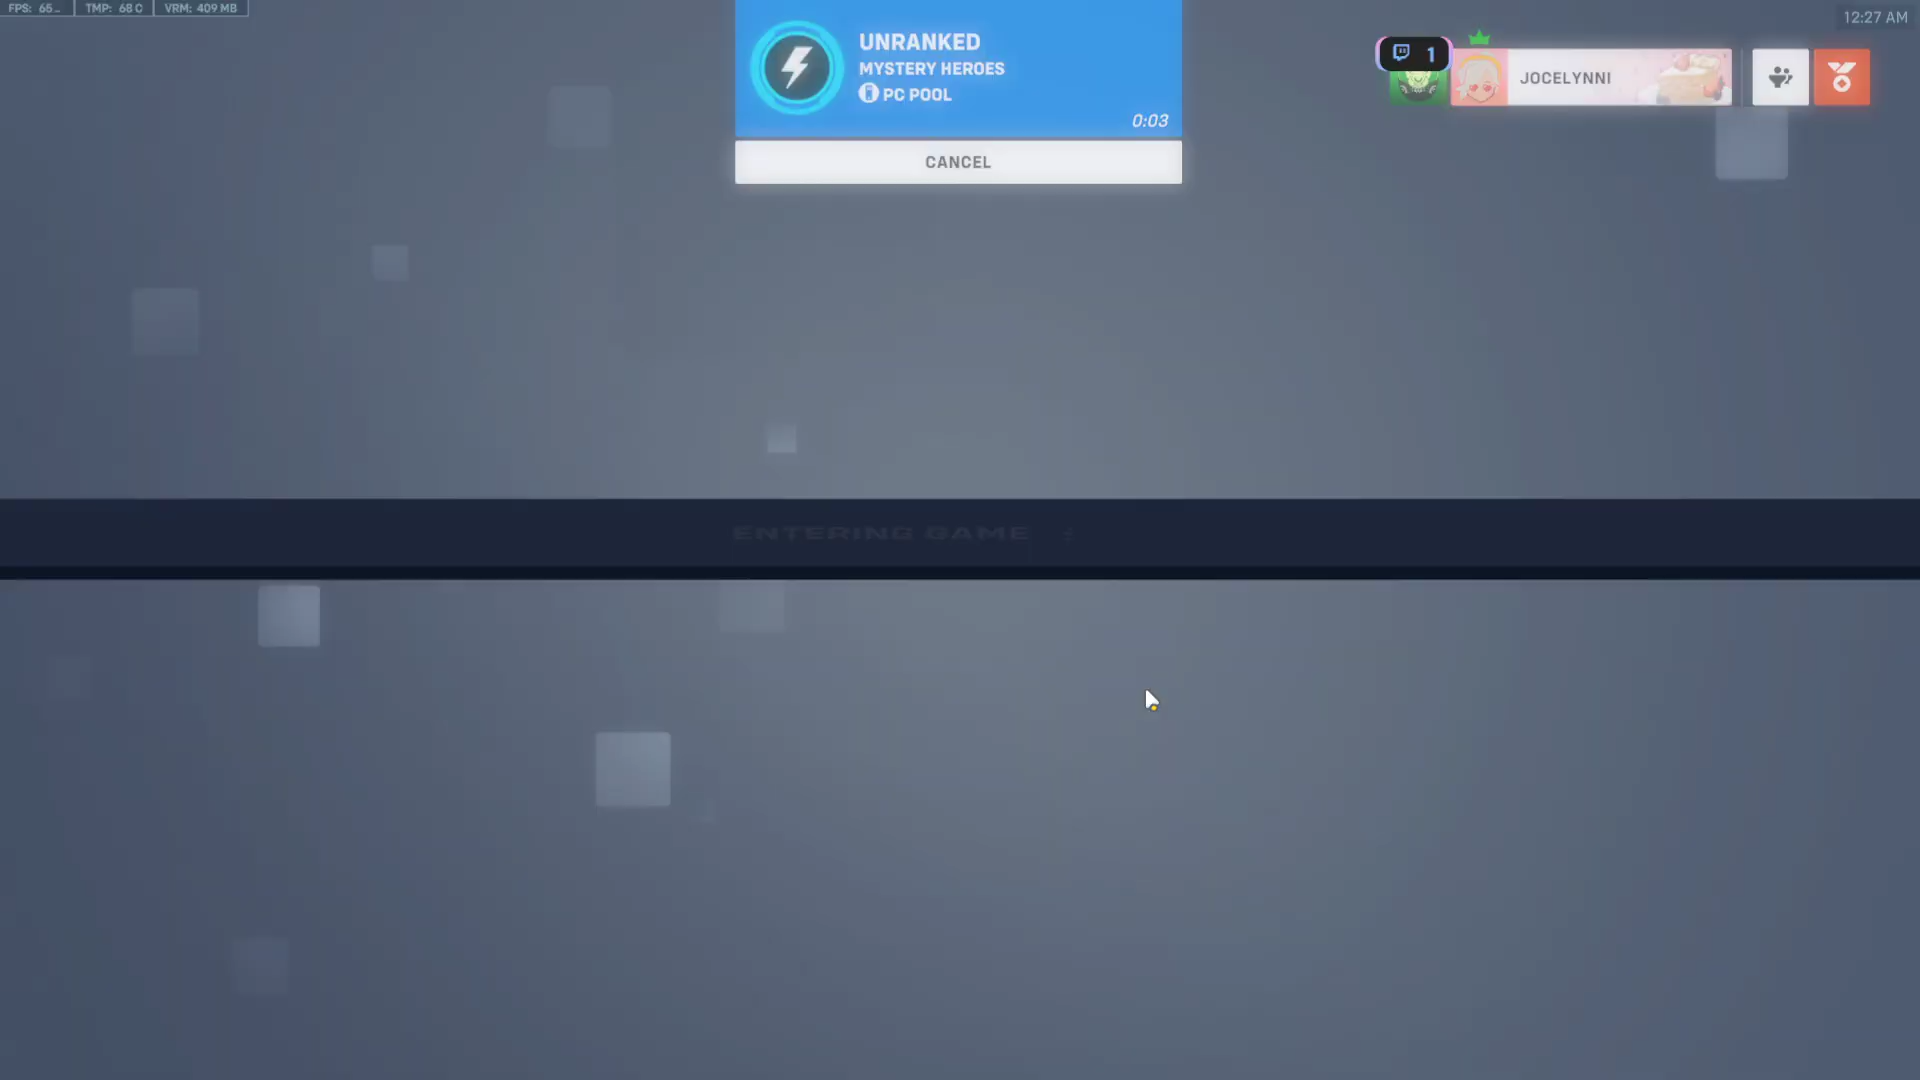 FPS: 65...
TMP: 68 C
VRM: 409 MB
12:27 AM
UNRANKED
MYSTERY HEROES
PC POOL
0:03
CANCEL
1
JOCELYNNI
ENTERING GAME